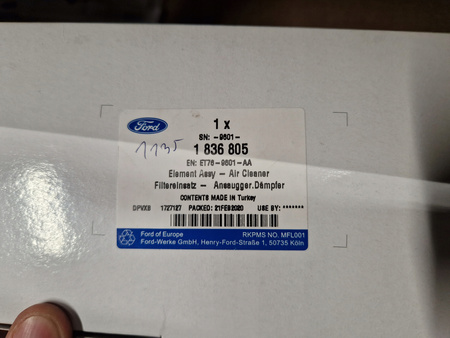 Ford
1 x
SN: -9601-
1135
1 836 805
EN: ET76-9601-AA
Element Assy - Air Cleaner
Filtereinsatz - Ansaugger.Dämpfer
CONTENTS MADE IN Turkey
DPVX6 1727127 PACKED: 21FEB2020 USE BY: *******
Ford of Europe RKPMS NO. MFL001
Ford-Werke GmbH, Henry-Ford-Straße 1, 50735 Köln